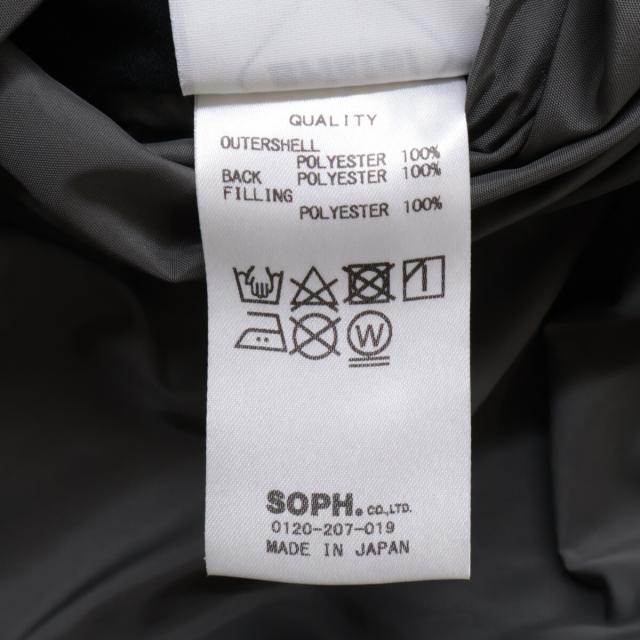 QUALITY
OUTERSHELL
POLYESTER 100%
BACK POLYESTER 100%
FILLING
POLYESTER 100%
W
SOPH. CO.,LTD.
0120-207-019
MADE IN JAPAN